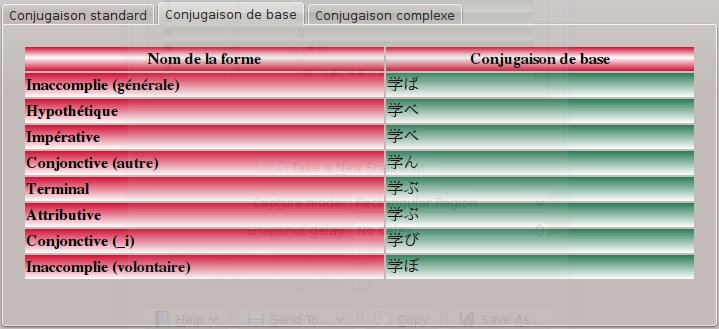 Conjugaison standard Conjugaison de base Conjugaison complexe
Nom de la forme Conjugaison de base
Inaccomplie (générale) 学ば
Hypothétique 学べ
Impérative 学べ
Conjonctive (autre) 学ん
Take a New Snapshot
Terminal 学ぶ
Capture mode: Rectangular Region
Attributive 学ぶ
Snapshot delay: No delay
Conjonctive (_i) 学び
Inaccomplie (volontaire) 学ぼ
Include mouse pointer:
Help Send To... Copy Save As...